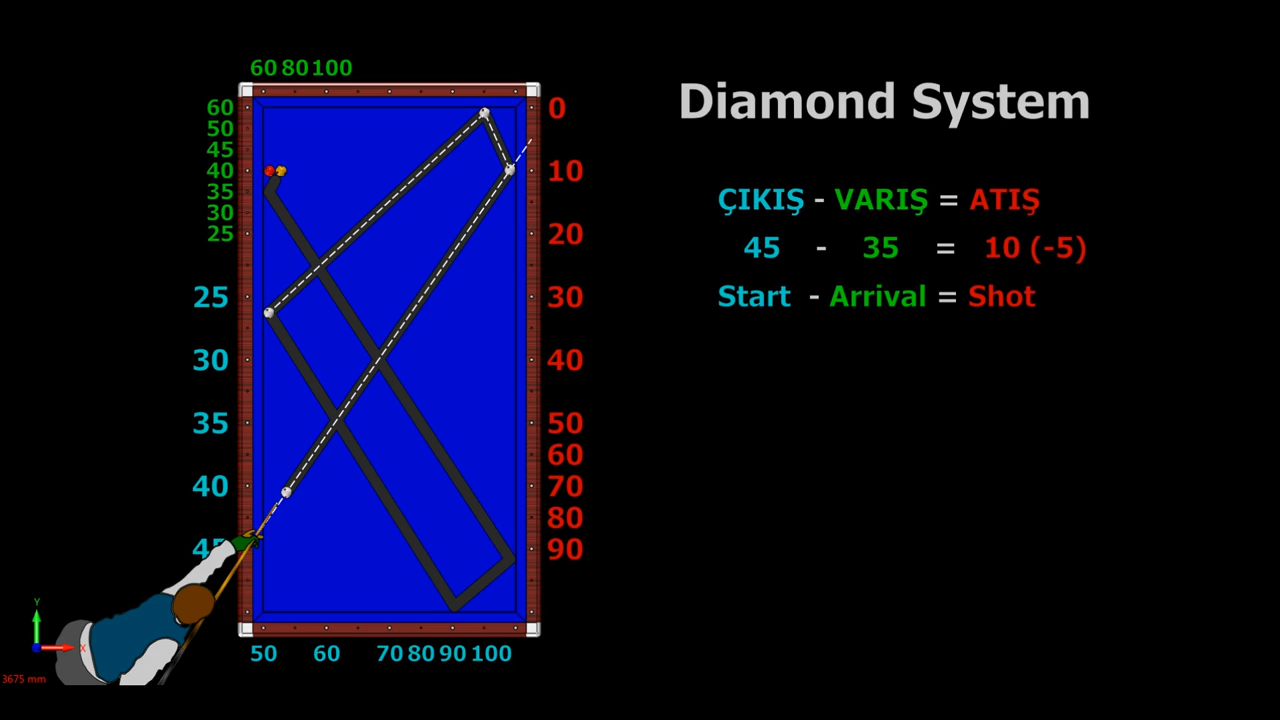 60 80 100
Diamond System
60
50
45
40
35
30
25
0
10
20
30
40
50
60
70
80
90
ÇIKIŞ - VARIŞ = ATIŞ
45 - 35 = 10 (-5)
Start - Arrival = Shot
25
30
35
40
45
50 60 70 80 90 100
Y
X
3675 mm